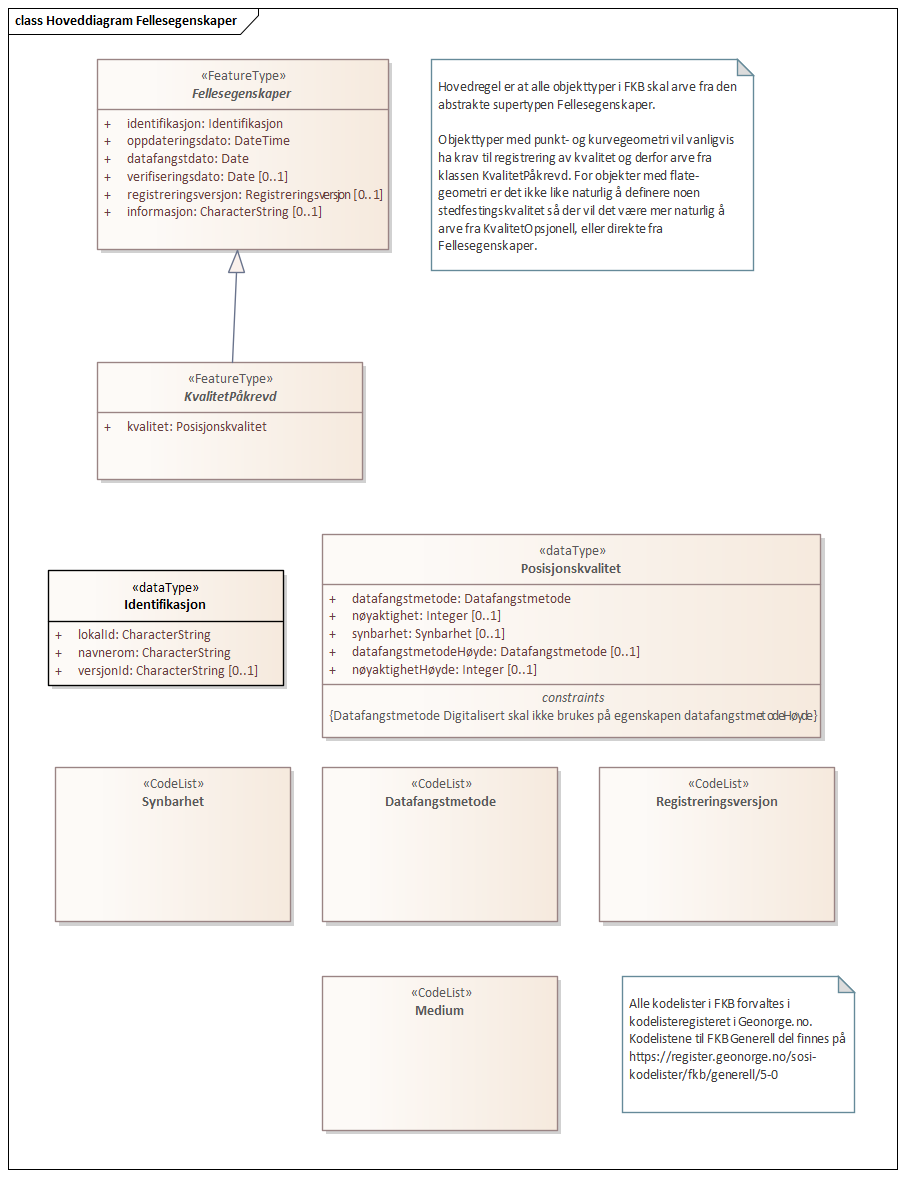 class Hoveddiagram Fellesegenskaper
«FeatureType»
Fellesegenskaper
+ identifikasjon: Identifikasjon
+ oppdateringsdato: DateTime
+ datafangstdato: Date
+ verifiseringsdato: Date [0..1]
+ registreringsversjon: Registreringsversjon [0..1]
+ informasjon: CharacterString [0..1]
Hovedregel er at alle objekttyper i FKB skal arve fra den
abstrakte supertypen Fellesegenskaper.
Objekttyper med punkt- og kurvegeometri vil vanligvis
ha krav til registrering av kvalitet og derfor arve fra
klassen KvalitetPåkrevd. For objekter med flate-
geometri er det ikke like naturlig å definere noen
stedfestingskvalitet så der vil det være mer naturlig å
arve fra KvalitetOpsjonell, eller direkte fra
Fellesegenskaper.
«FeatureType»
KvalitetPåkrevd
+ kvalitet: Posisjonskvalitet
«dataType»
Identifikasjon
+ lokalId: CharacterString
+ navnerom: CharacterString
+ versjonId: CharacterString [0..1]
«dataType»
Posisjonskvalitet
+ datafangstmetode: Datafangstmetode
+ nøyaktighet: Integer [0..1]
+ synbarhet: Synbarhet [0..1]
+ datafangstmetodeHøyde: Datafangstmetode [0..1]
+ nøyaktighetHøyde: Integer [0..1]
constraints
{Datafangstmetode Digitalisert skal ikke brukes på egenskapen datafangstmetodeHøyde}
«CodeList»
Synbarhet
«CodeList»
Datafangstmetode
«CodeList»
Registreringsversjon
«CodeList»
Medium
Alle kodelister i FKB forvaltes i
kodelisteregisteret i Geonorge.no.
Kodelistene til FKB Generell del finnes på
https://register.geonorge.no/sosi-
kodelister/fkb/generell/5-0